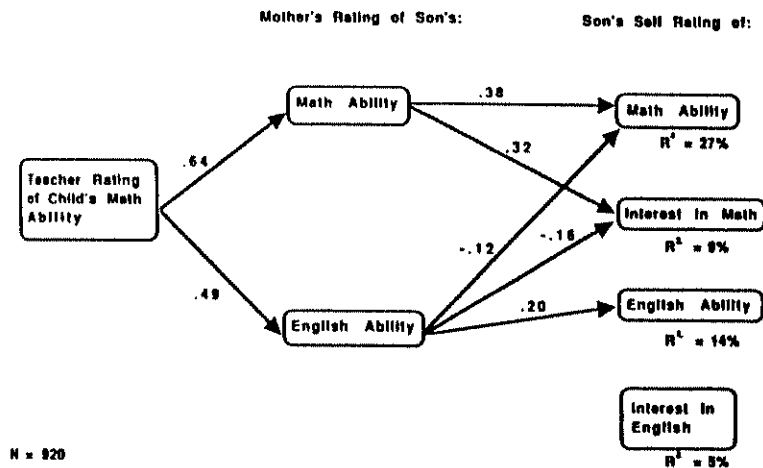 Mother's Rating of Son's:
Son's Self Rating of:
Math Ability
.38
Math Ability
R² = 27%
.64
.32
Teacher Rating
of Child's Math
Ability
Interest in Math
R² = 9%
-.12
-.16
.49
English Ability
.20
English Ability
R² = 14%
Interest in
English
R² = 5%
N = 920